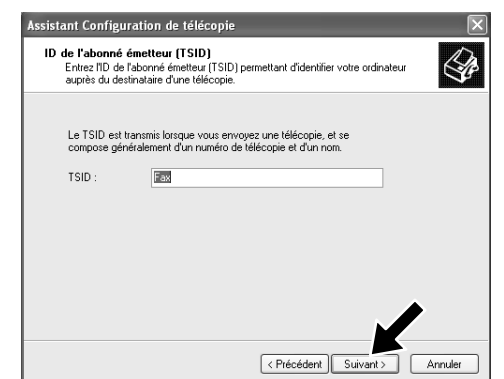 Assistant Configuration de télécopie
ID de l'abonné émetteur (TSID)
Entrez l'ID de l'abonné émetteur (TSID) permettant d'identifier votre ordinateur
auprès du destinataire d'une télécopie.
Le TSID est transmis lorsque vous envoyez une télécopie, et se
compose généralement d'un numéro de télécopie et d'un nom.
TSID : Fax
< Précédent Suivant > Annuler